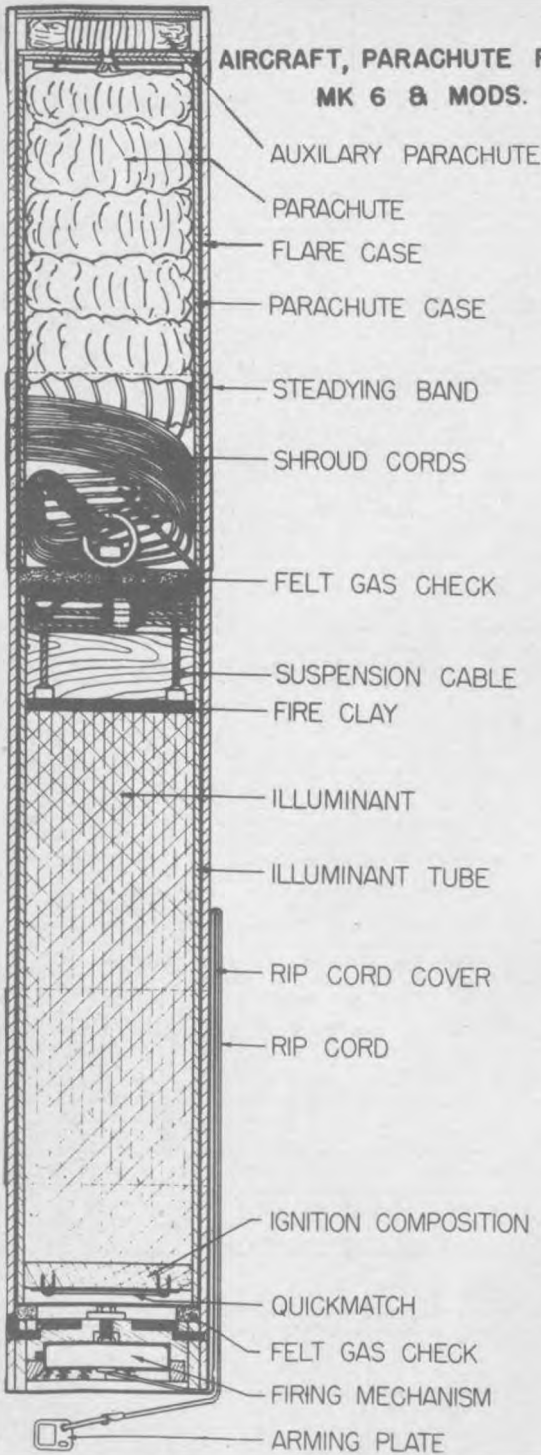 AIRCRAFT, PARACHUTE
MK 6 & MODS.
AUXILARY PARACHUTE
PARACHUTE
FLARE CASE
PARACHUTE CASE
STEADYING BAND
SHROUD CORDS
FELT GAS CHECK
SUSPENSION CABLE
FIRE CLAY
ILLUMINANT
ILLUMINANT TUBE
RIP CORD COVER
RIP CORD
IGNITION COMPOSITION
QUICKMATCH
FELT GAS CHECK
FIRING MECHANISM
ARMING PLATE